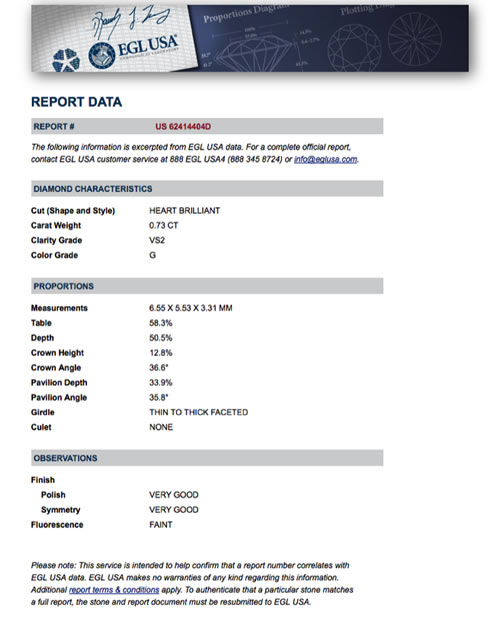 Proportions Diagram
Plotting
EGL USA
REPORT DATA
REPORT # US 62414404D
The following information is excerpted from EGL USA data. For a complete official report,
contact EGL USA customer service at 888 EGL USA4 (888 345 8724) or info@eglusa.com.
DIAMOND CHARACTERISTICS
Cut (Shape and Style) HEART BRILLIANT
Carat Weight 0.73 CT
Clarity Grade VS2
Color Grade G
PROPORTIONS
Measurements 6.55 X 5.53 X 3.31 MM
Table 58.3%
Depth 50.5%
Crown Height 12.8%
Crown Angle 36.6°
Pavilion Depth 33.9%
Pavilion Angle 35.8°
Girdle THIN TO THICK FACETED
Culet NONE
OBSERVATIONS
Finish
Polish VERY GOOD
Symmetry VERY GOOD
Fluorescence FAINT
Please note: This service is intended to help confirm that a report number correlates with
EGL USA data. EGL USA makes no warranties of any kind regarding this information.
Additional report terms & conditions apply. To authenticate that a particular stone matches
a full report, the stone and report document must be resubmitted to EGL USA.